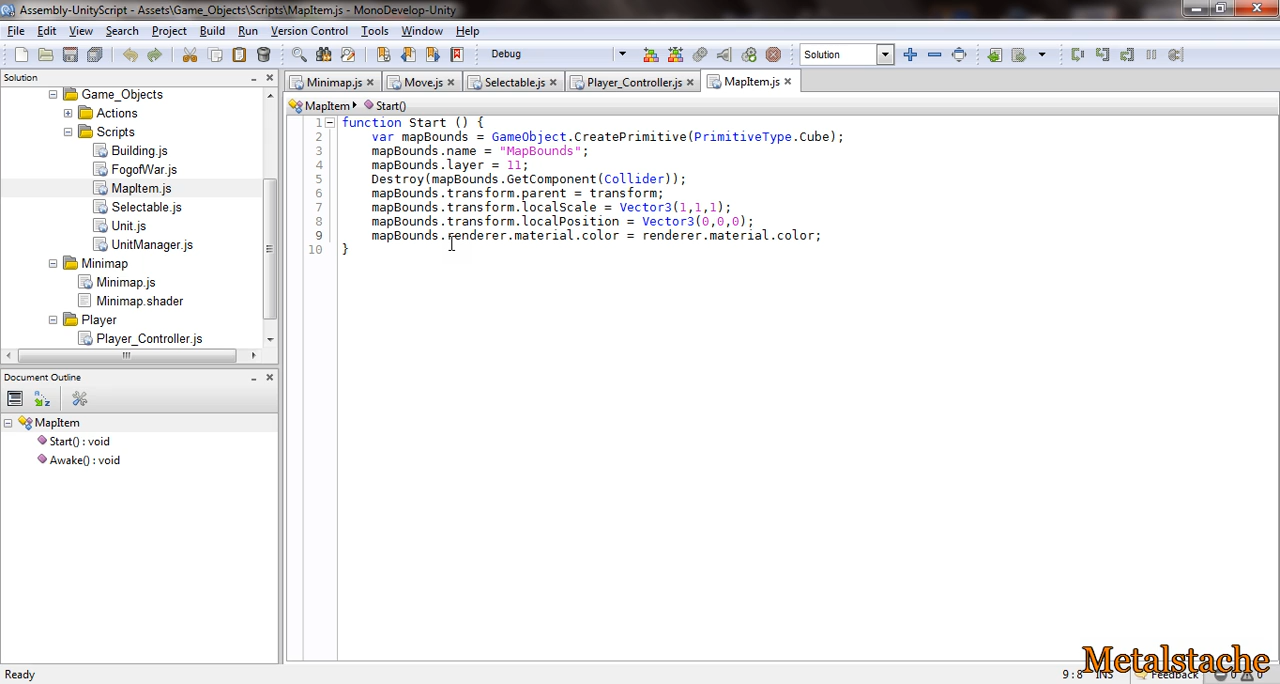 Assembly-UnityScript - Assets\Game_Objects\Scripts\MapItem.js - MonoDevelop-Unity
File Edit View Search Project Build Run Version Control Tools Window Help
Debug Solution
Solution
Game_Objects
Actions
Scripts
Building.js
FogofWar.js
MapItem.js
Selectable.js
Unit.js
UnitManager.js
Minimap
Minimap.js
Minimap.shader
Player
Player_Controller.js
Document Outline
MapItem
Start() : void
Awake() : void
Minimap.js Move.js Selectable.js Player_Controller.js MapItem.js
MapItem Start()
1 function Start () {
2 var mapBounds = GameObject.CreatePrimitive(PrimitiveType.Cube);
3 mapBounds.name = "MapBounds";
4 mapBounds.layer = 11;
5 Destroy(mapBounds.GetComponent(Collider));
6 mapBounds.transform.parent = transform;
7 mapBounds.transform.localScale = Vector3(1,1,1);
8 mapBounds.transform.localPosition = Vector3(0,0,0);
9 mapBounds.renderer.material.color = renderer.material.color;
10 }
Metalstache
Ready 9 : 8 INS Feedback